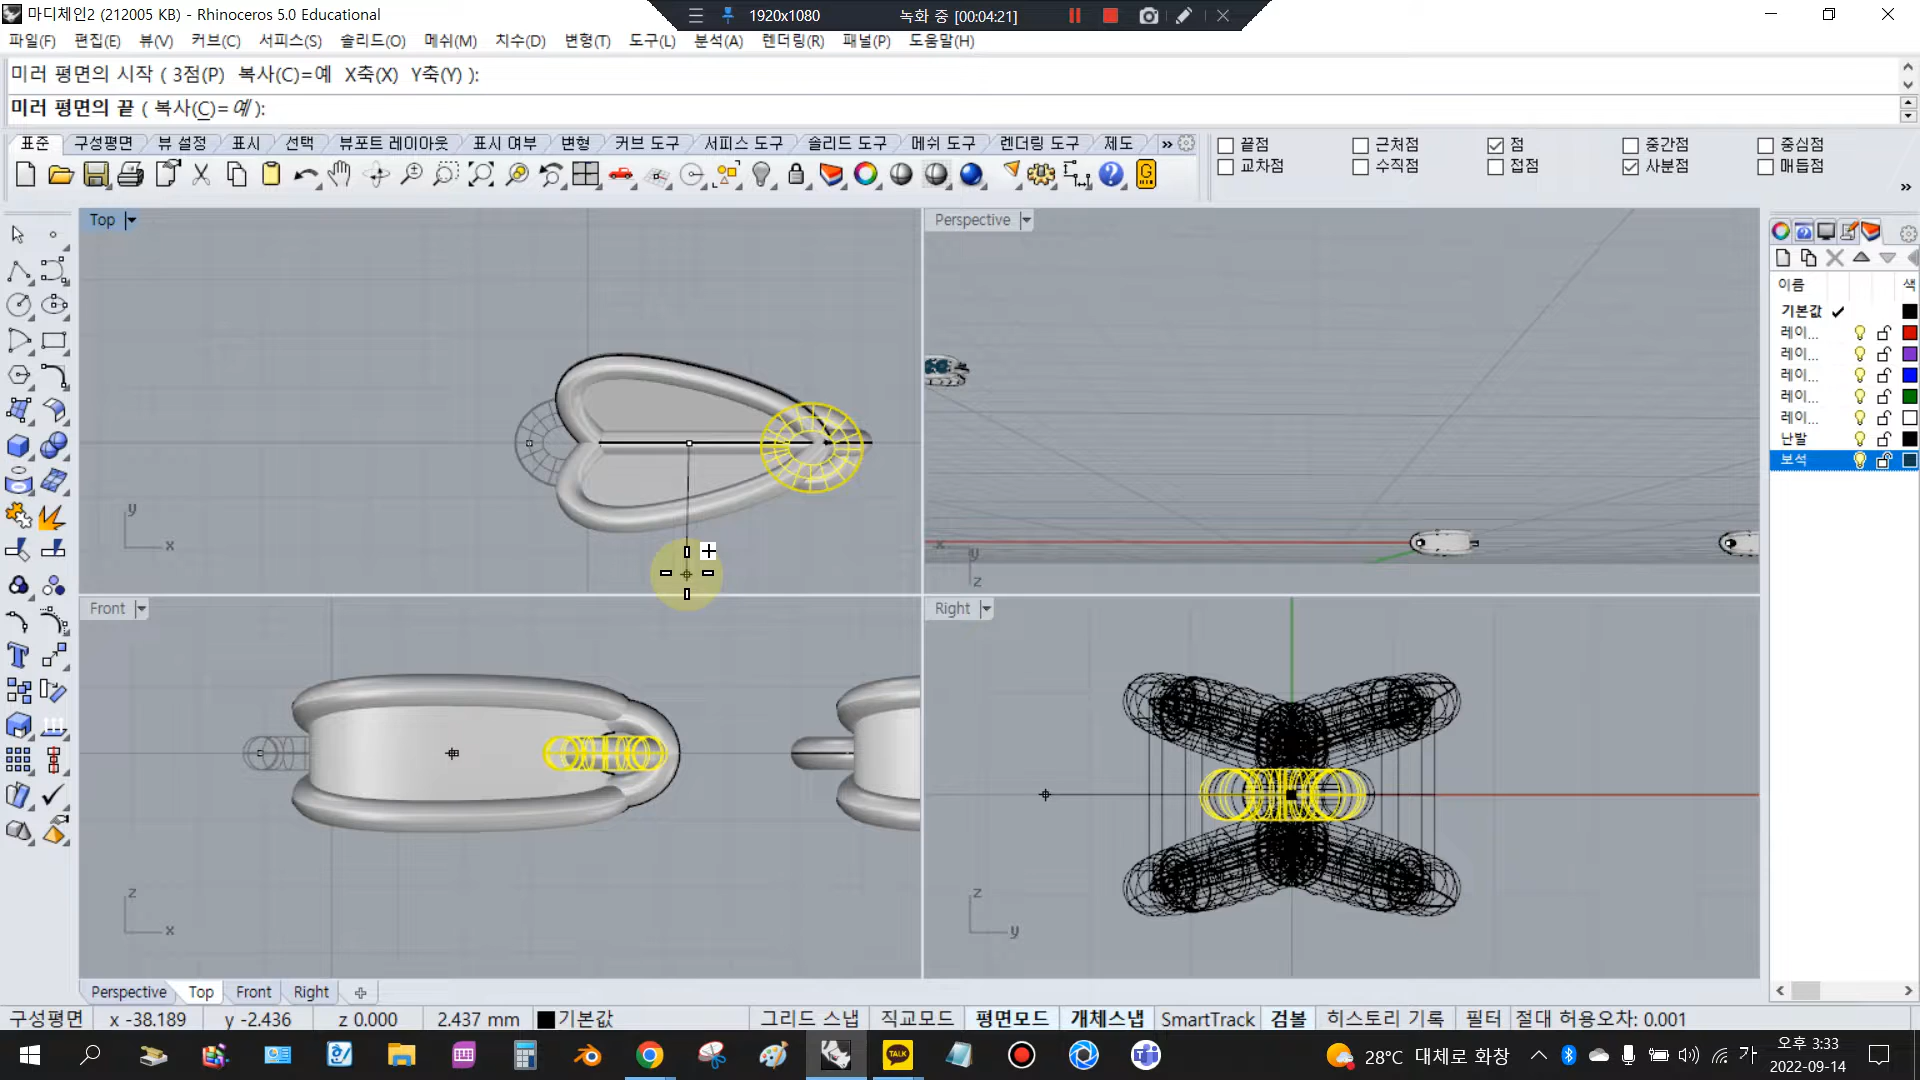 마디체인2 (212005 KB) - Rhinoceros 5.0 Educational
1920x1080 녹화 중 [00:04:21]
파일(F) 편집(E) 뷰(V) 커브(C) 서피스(S) 솔리드(O) 메쉬(M) 치수(D) 변형(T) 도구(L) 분석(A) 렌더링(R) 패널(P) 도움말(H)
미러 평면의 시작 ( 3점(P) 복사(C)=예 X축(X) Y축(Y) ):
미러 평면의 끝 ( 복사(C)=예):
표준 구성평면 뷰 설정 표시 선택 뷰포트 레이아웃 표시 여부 변형 커브 도구 서피스 도구 솔리드 도구 메쉬 도구 렌더링 도구 제도 »
끝점 근처점 점 중간점 중심점
교차점 수직점 접점 사분점 매듭점
Top
Perspective
이름 색
기본값
레이...
레이...
레이...
레이...
레이...
난발
보석
y
x
y
z
Front
Right
z
x
z
y
Perspective Top Front Right
구성평면 x -38.189 y -2.436 z 0.000 2.437 mm 기본값 그리드 스냅 직교모드 평면모드 개체스냅 SmartTrack 검볼 히스토리 기록 필터 절대 허용오차: 0.001
TALK
28°C 대체로 화창
가
오후 3:33
2022-09-14